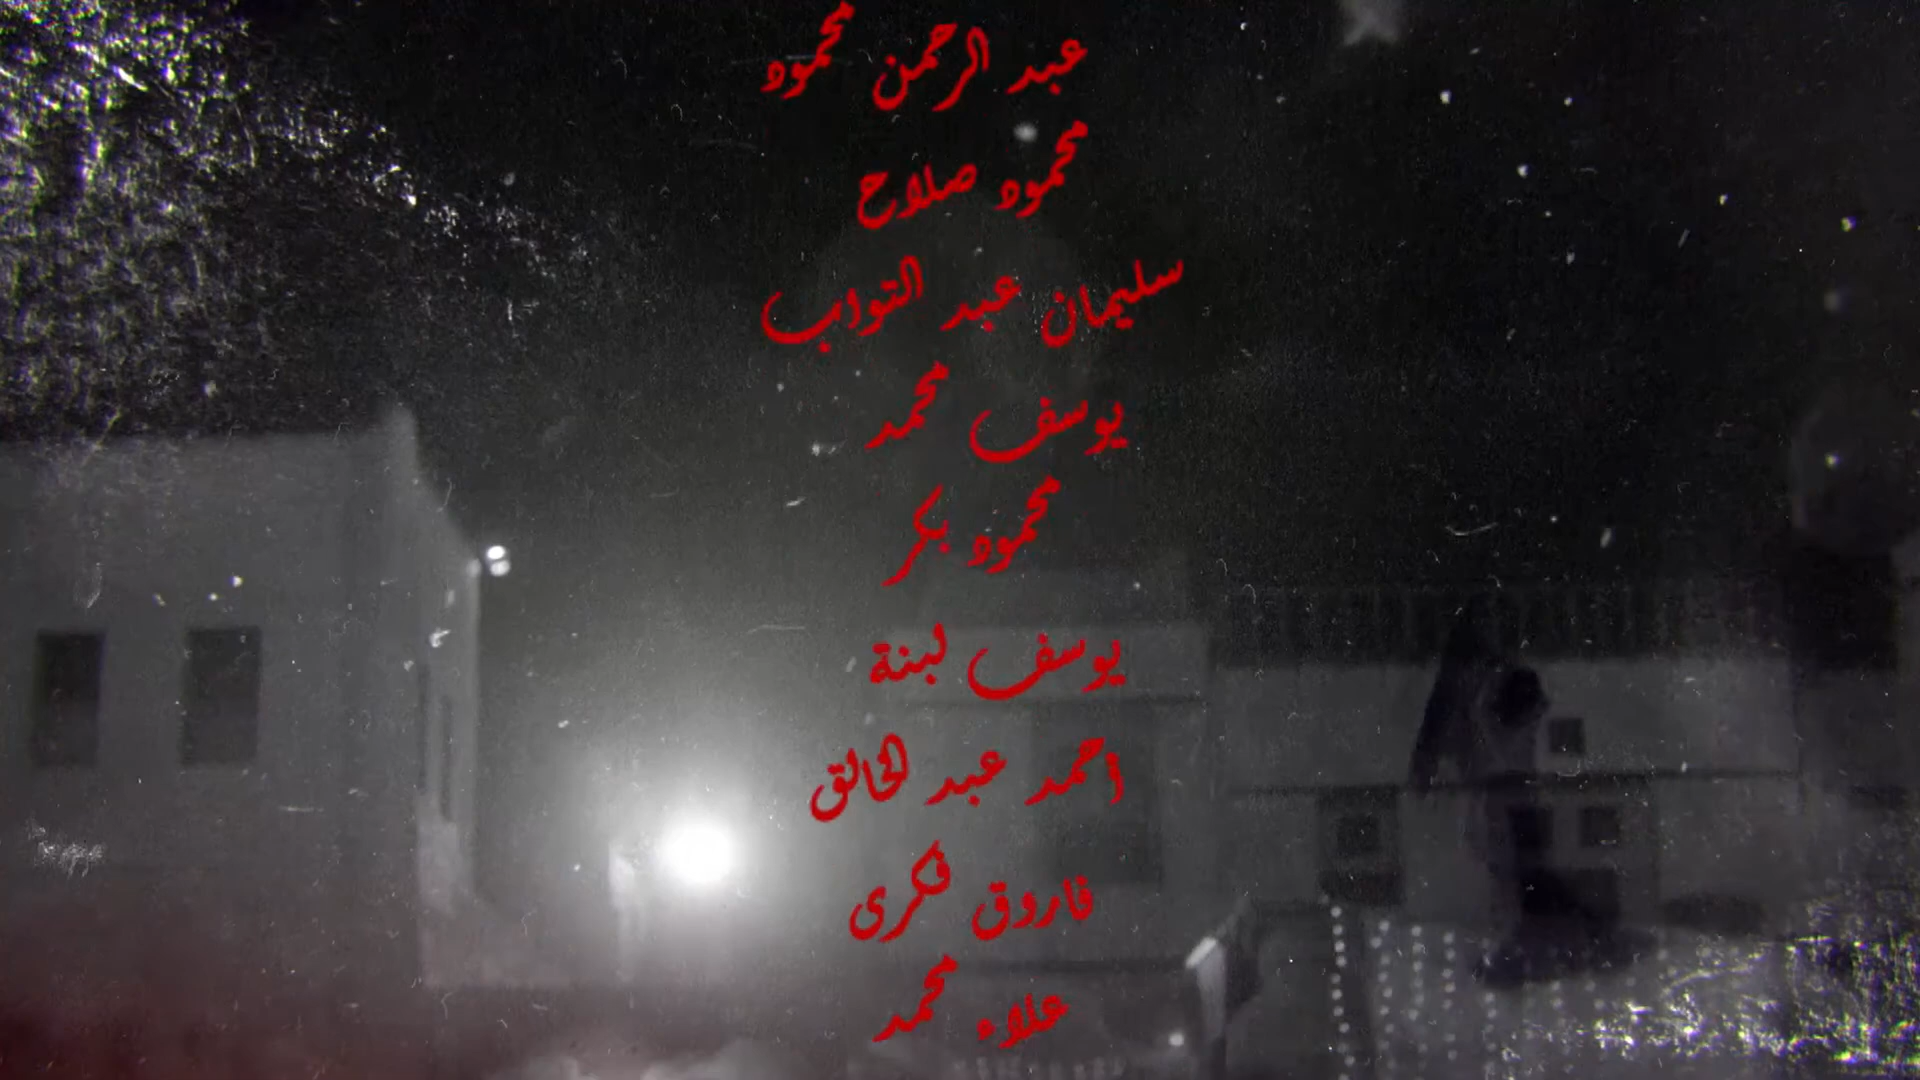 عبد الرحمن محمود
محمود صلاح
سليمان عبد التواب
يوسف محمد
محمود بكر
يوسف لبنة
أحمد عبد الخالق
فاروق فكرى
علاء محمد